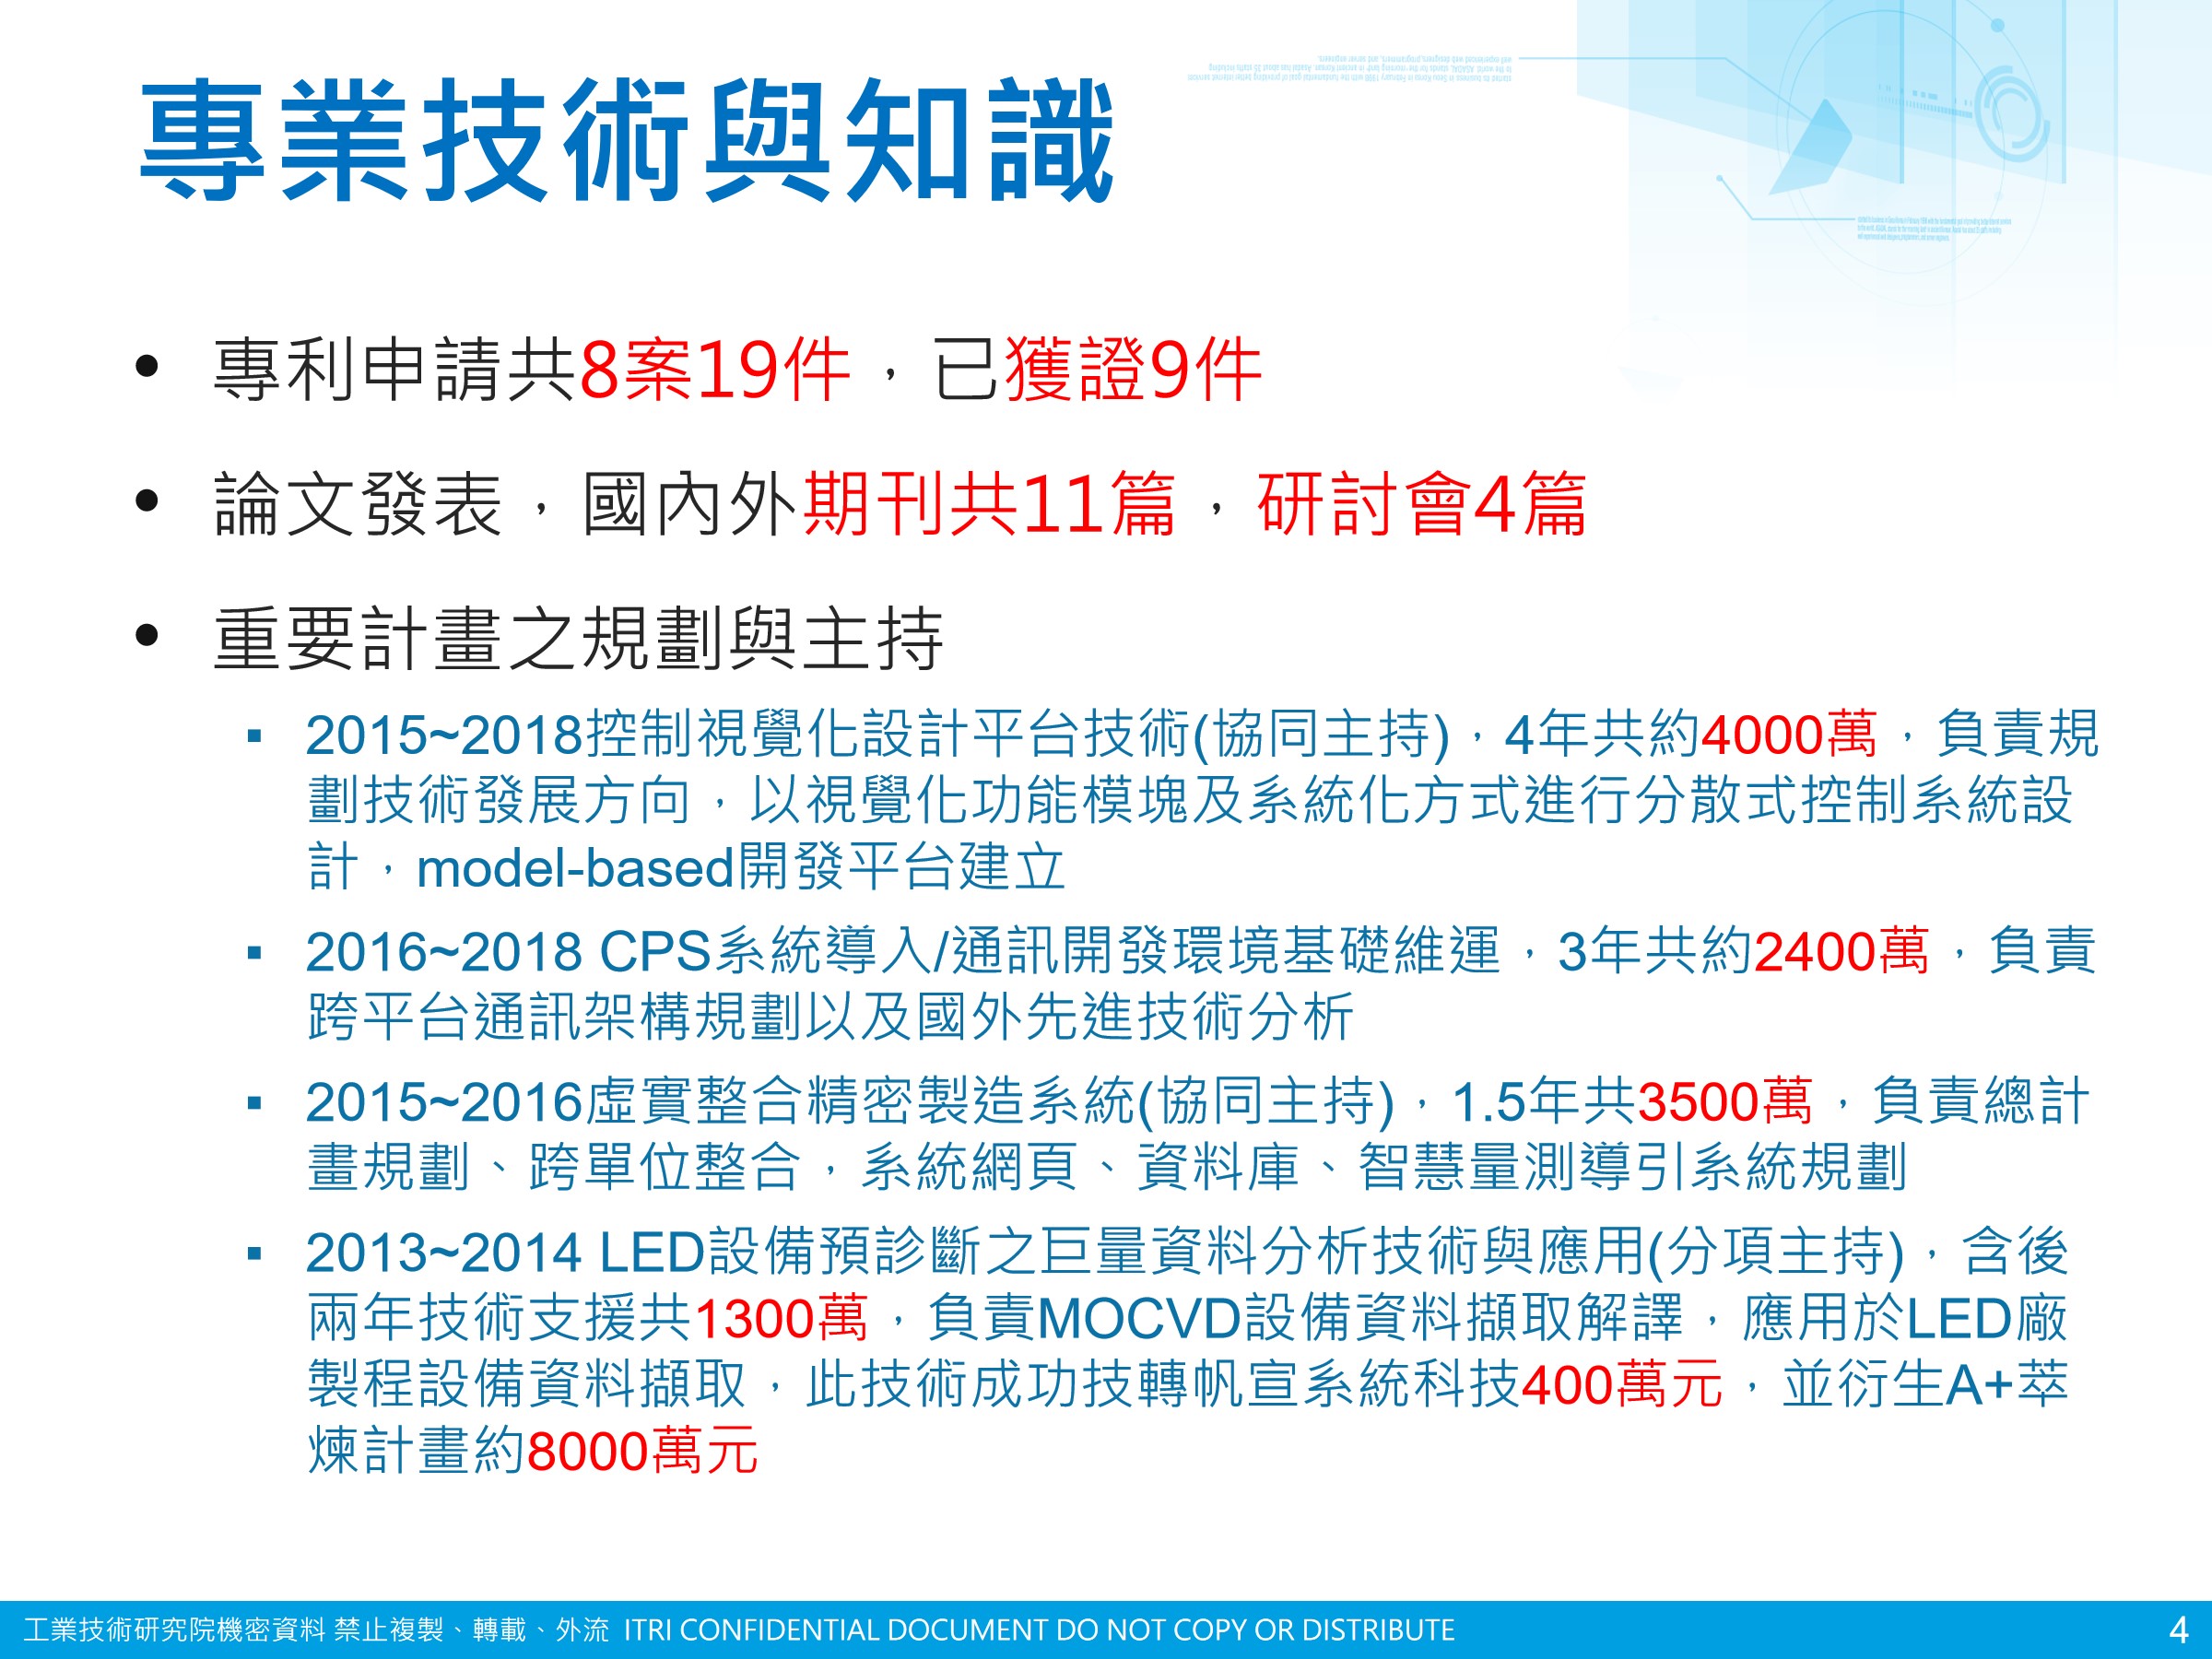 專業技術與知識
• 專利申請共8案19件，已獲證9件
• 論文發表，國內外期刊共11篇，研討會4篇
• 重要計畫之規劃與主持
▪ 2015~2018控制視覺化設計平台技術(協同主持)，4年共約4000萬，負責規
劃技術發展方向，以視覺化功能模塊及系統化方式進行分散式控制系統設
計，model-based開發平台建立
▪ 2016~2018 CPS系統導入/通訊開發環境基礎維運，3年共約2400萬，負責
跨平台通訊架構規劃以及國外先進技術分析
▪ 2015~2016虛實整合精密製造系統(協同主持)，1.5年共3500萬，負責總計
畫規劃、跨單位整合，系統網頁、資料庫、智慧量測導引系統規劃
▪ 2013~2014 LED設備預診斷之巨量資料分析技術與應用(分項主持)，含後
兩年技術支援共1300萬，負責MOCVD設備資料擷取解譯，應用於LED廠
製程設備資料擷取，此技術成功技轉帆宣系統科技400萬元，並衍生A+萃
煉計畫約8000萬元
工業技術研究院機密資料 禁止複製、轉載、外流 ITRI CONFIDENTIAL DOCUMENT DO NOT COPY OR DISTRIBUTE
4